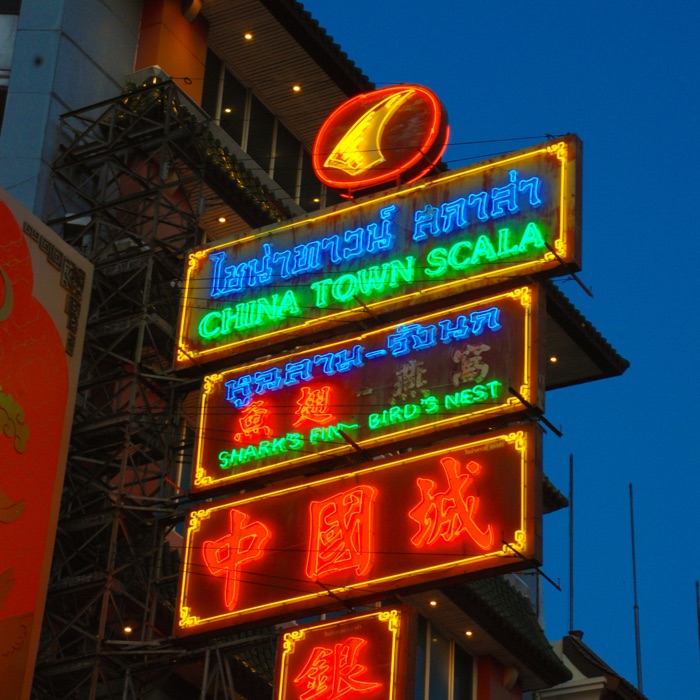 ไชน่าทาวน์ สกาล่า
CHINA TOWN SCALA
หูฉลาม-รังนก
魚翅 燕窩
SHARK'S FIN BIRD'S NEST
中國城
銀